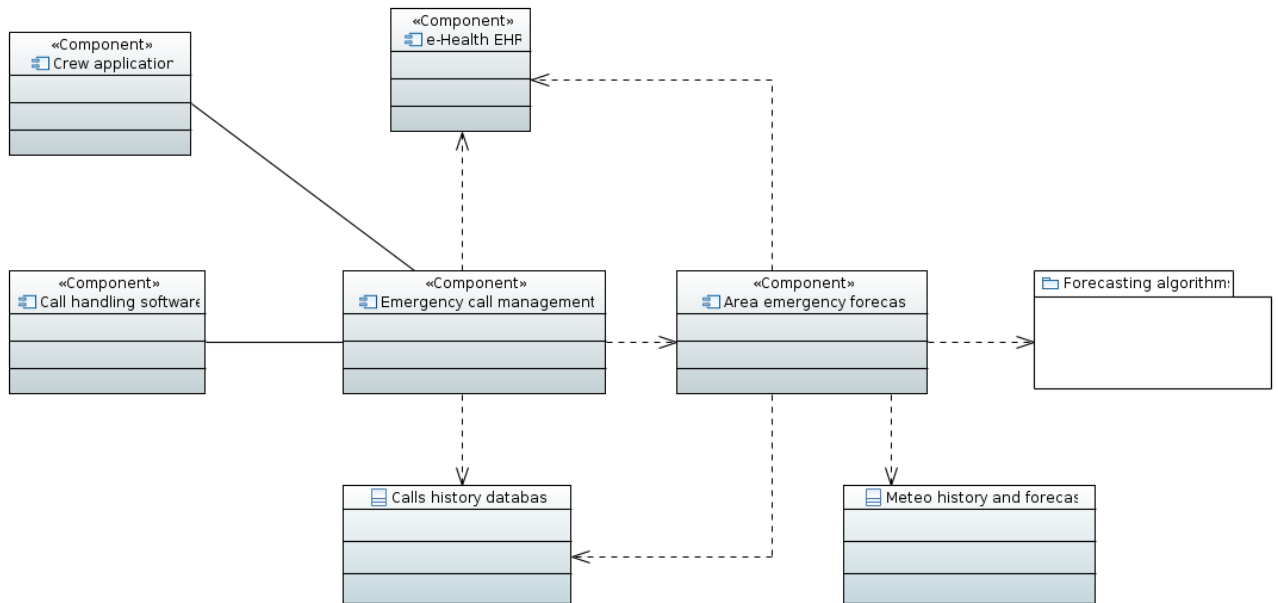 «Component»
e-Health EHR
«Component»
Crew application
«Component»
Call handling software
«Component»
Emergency call management
«Component»
Area emergency forecas
Forecasting algorithms
Calls history databas
Meteo history and forecas